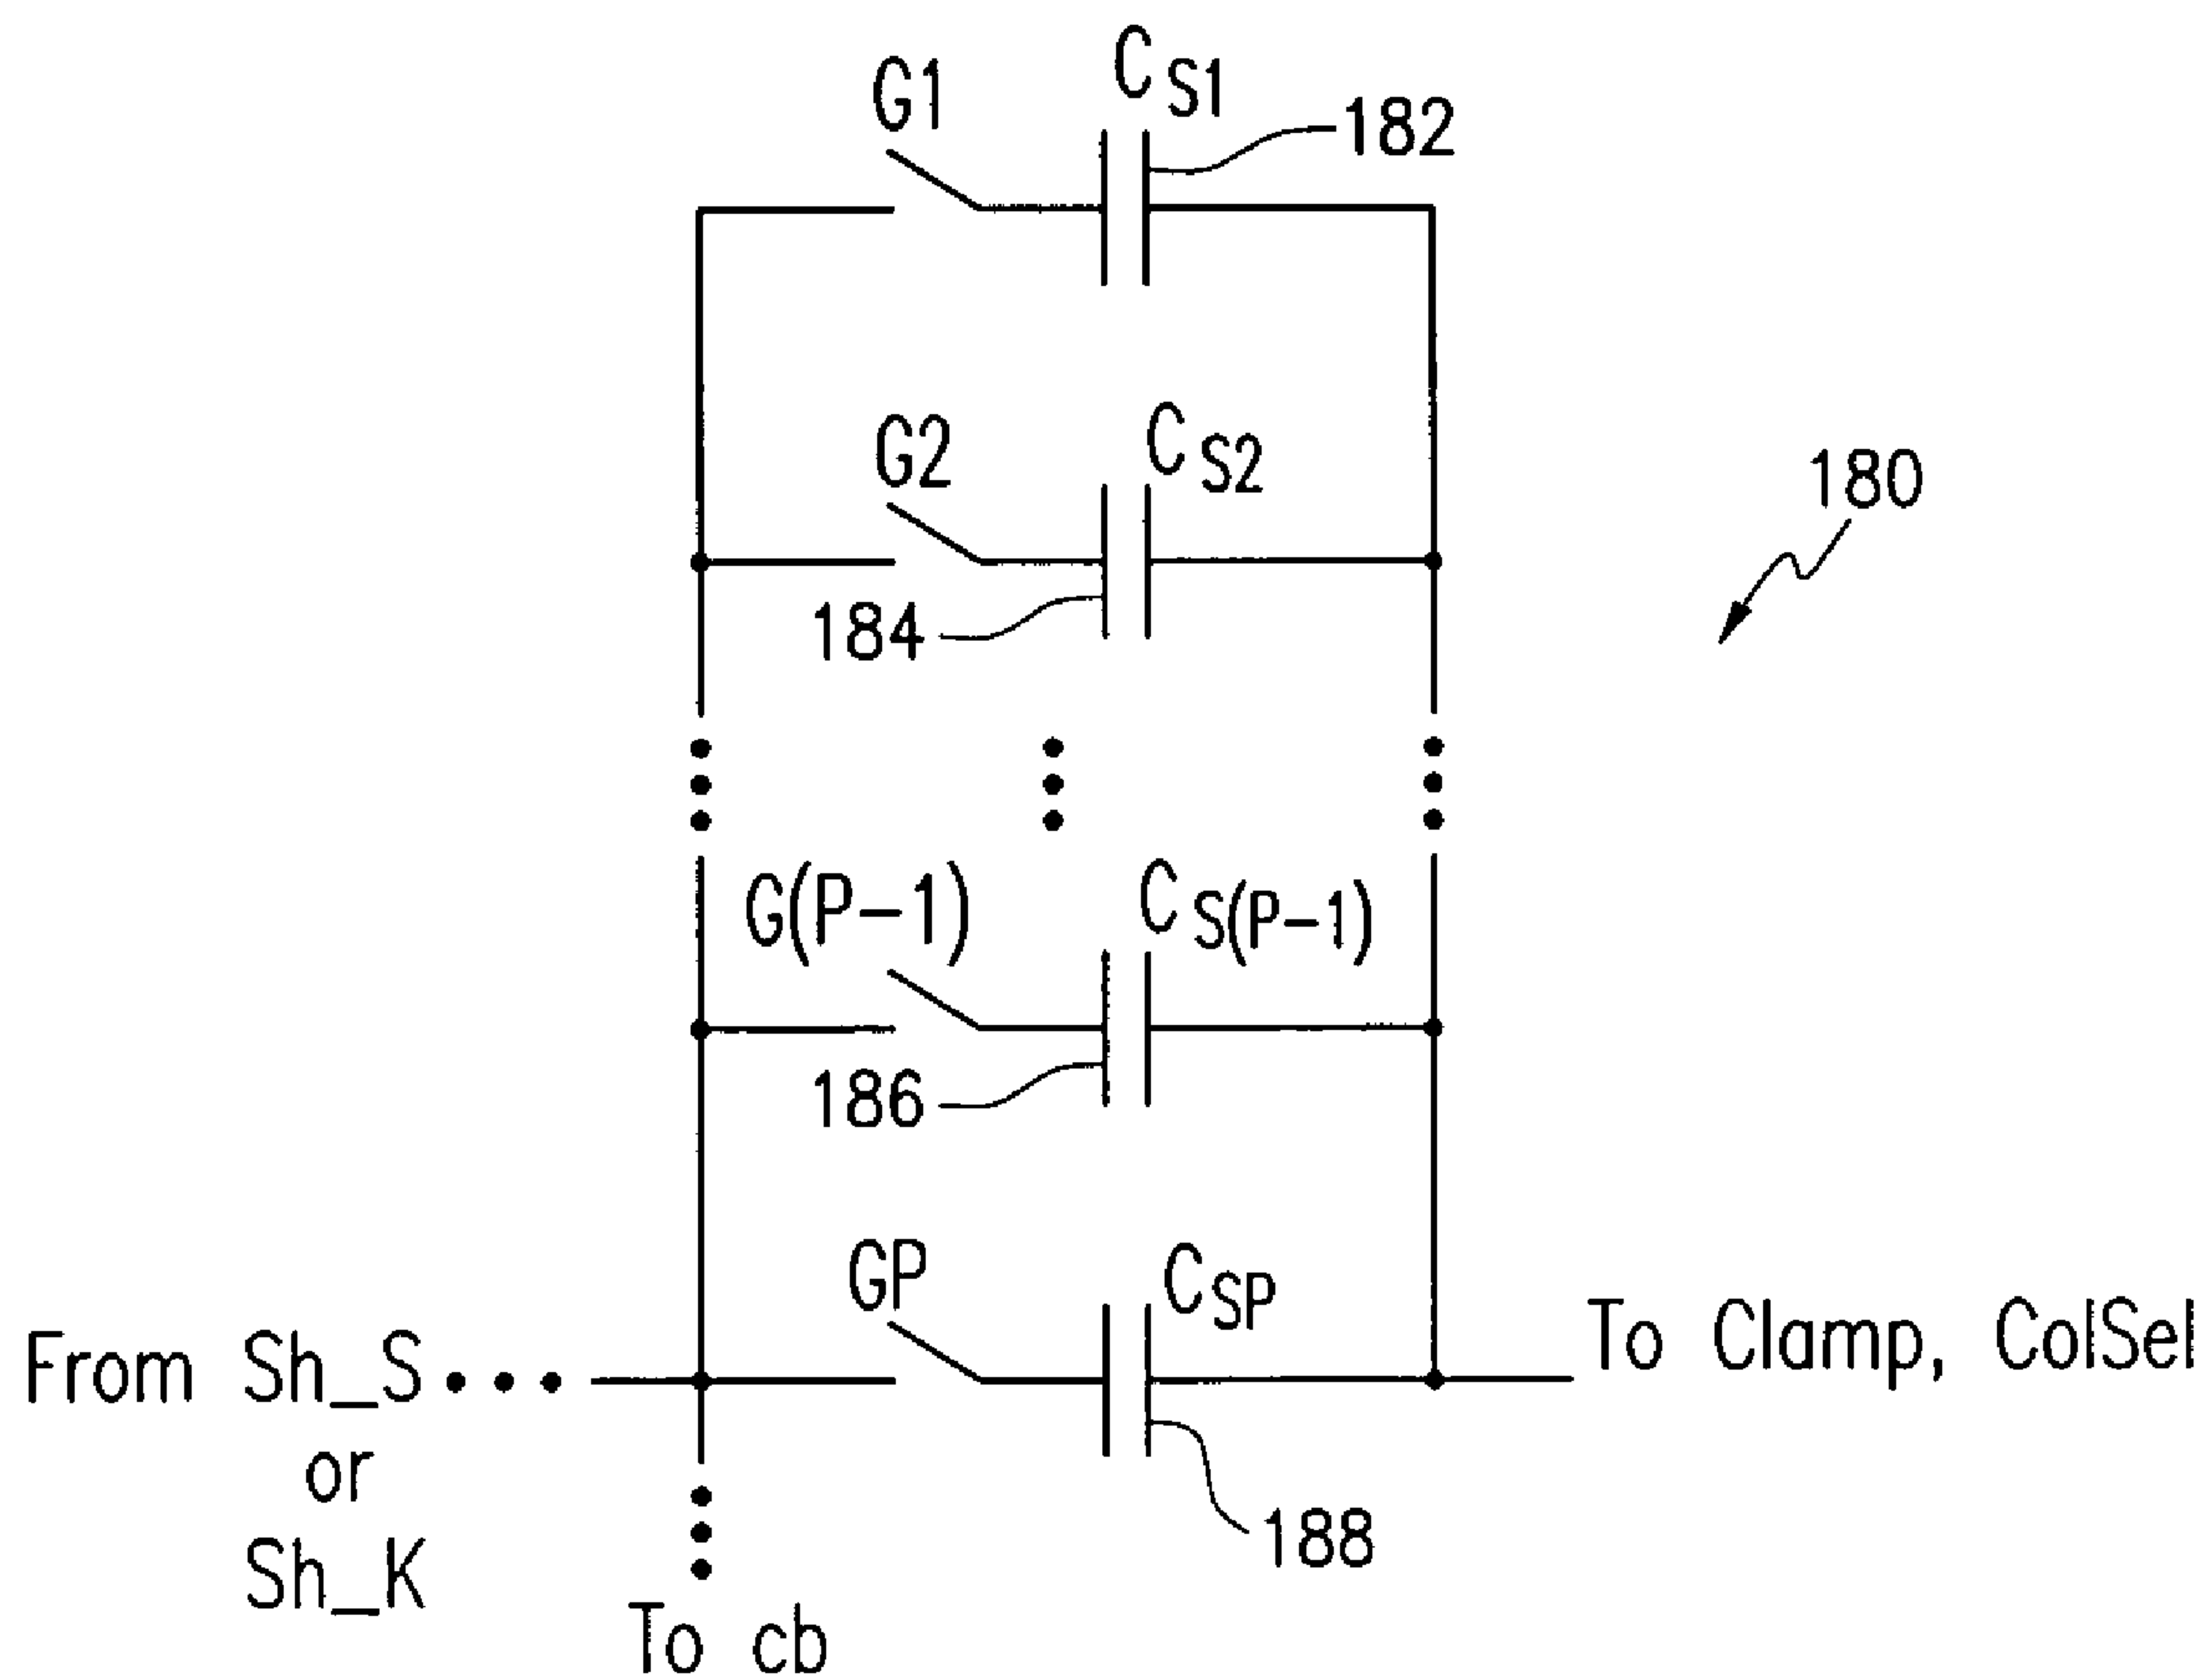 G1
C S1
182
G2
C S2
180
184
G(P-1)
C S(P-1)
186
GP
C SP
From Sh_S
or
Sh_K
To Clamp, ColSel
188
To cb